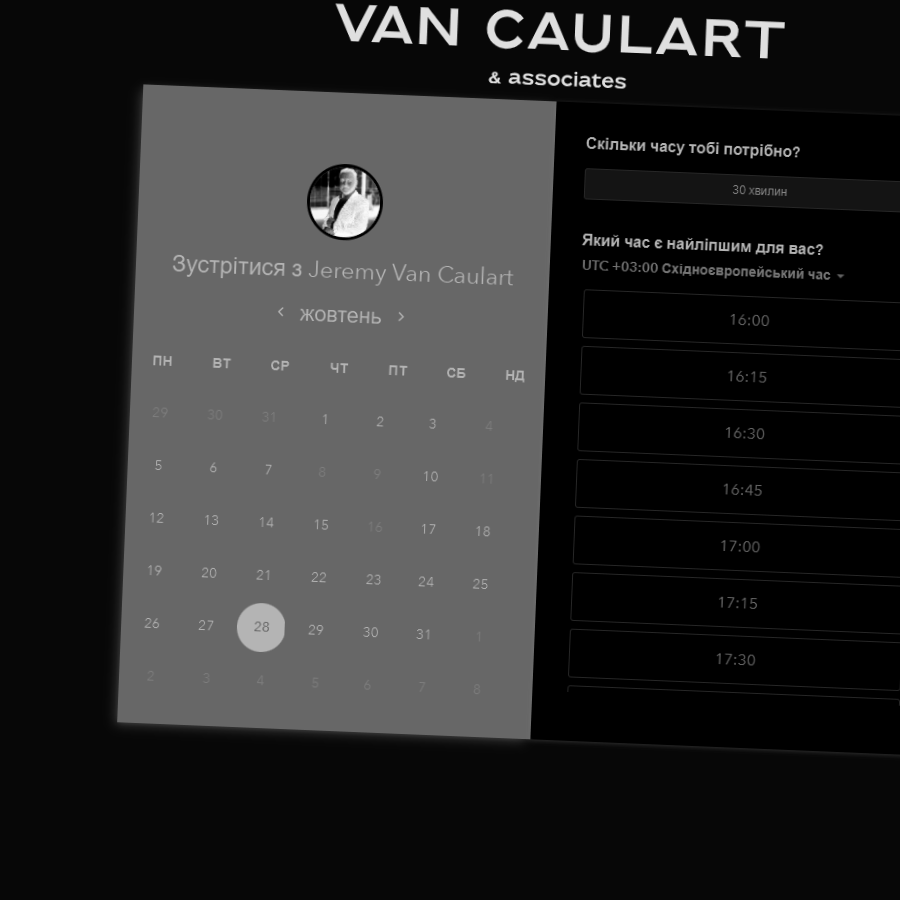 VAN CAULART
& associates
Зустрітися з Jeremy Van Caulart
жовтень
ПН ВТ СР ЧТ ПТ СБ НД
29 30 31 1 2 3 4
5 6 7 8 9 10 11
12 13 14 15 16 17 18
19 20 21 22 23 24 25
26 27 28 29 30 31 1
2 3 4 5 6 7 8
Скільки часу тобі потрібно?
30 хвилин
Який час є найліпшим для вас?
UTC +03:00 Східноєвропейський час
16:00
16:15
16:30
16:45
17:00
17:15
17:30